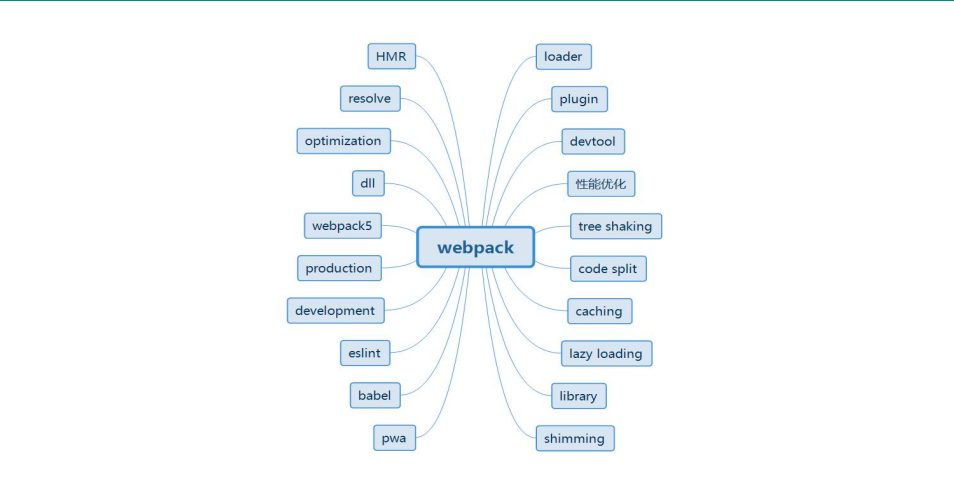 HMR
resolve
optimization
dll
webpack5
production
development
eslint
babel
pwa
webpack
loader
plugin
devtool
性能优化
tree shaking
code split
caching
lazy loading
library
shimming